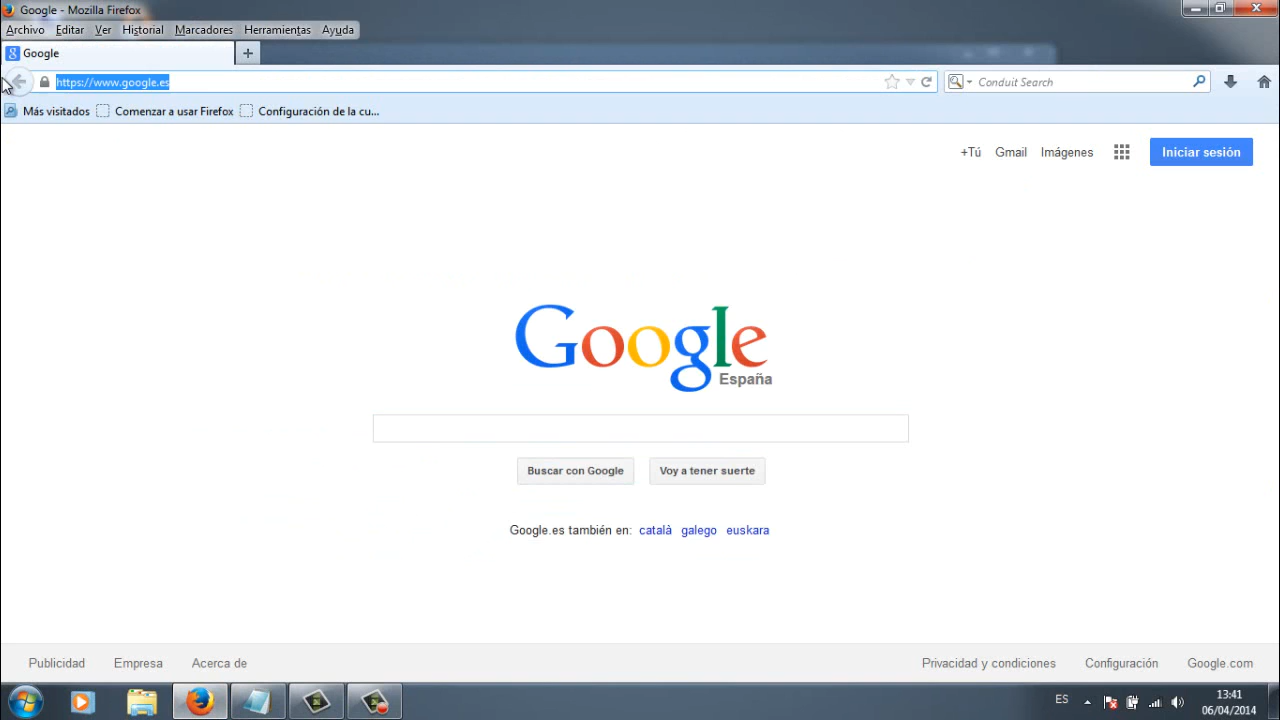 Google - Mozilla Firefox
Archivo Editar Ver Historial Marcadores Herramientas Ayuda
Google
https://www.google.es
Conduit Search
Más visitados Comenzar a usar Firefox Configuración de la cu...
+Tú Gmail Imágenes Iniciar sesión
Google
España
Buscar con Google Voy a tener suerte
Google.es también en: català galego euskara
Publicidad Empresa Acerca de Privacidad y condiciones Configuración Google.com
ES 13:41
06/04/2014